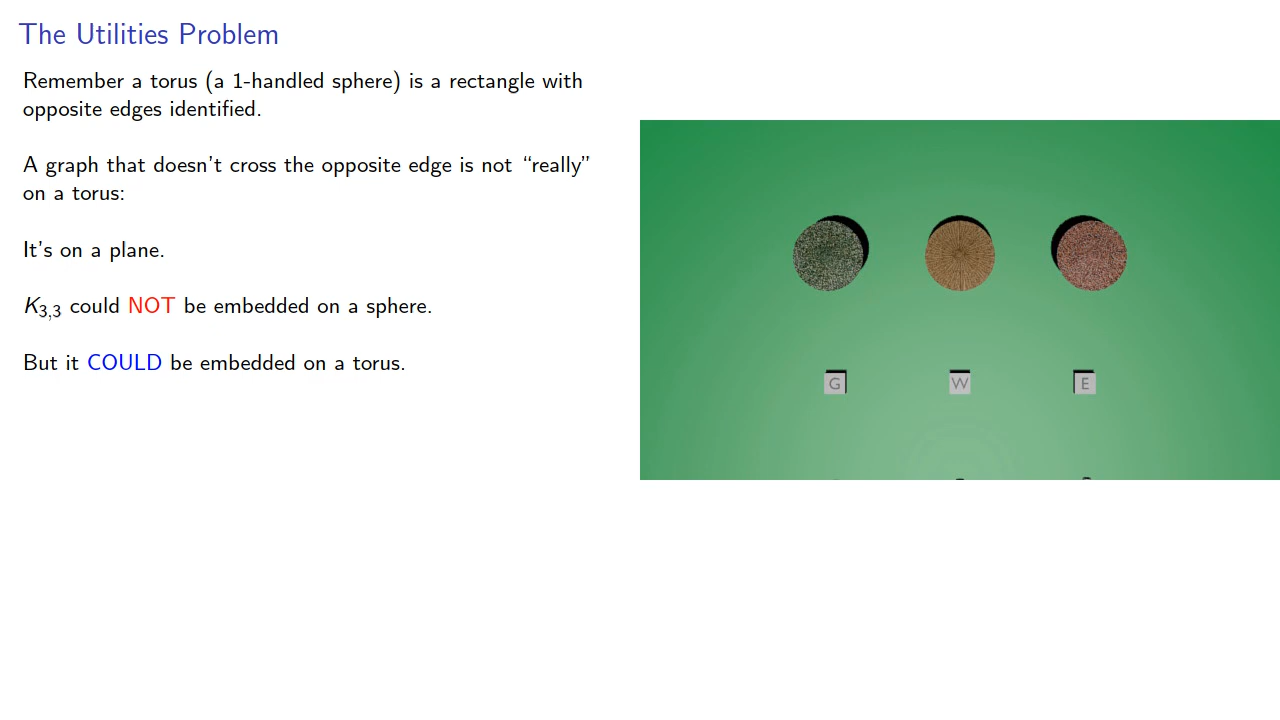 The Utilities Problem
Remember a torus (a 1-handled sphere) is a rectangle with
opposite edges identified.
A graph that doesn't cross the opposite edge is not “really”
on a torus:
It's on a plane.
K3,3 could NOT be embedded on a sphere.
But it COULD be embedded on a torus.
G W E